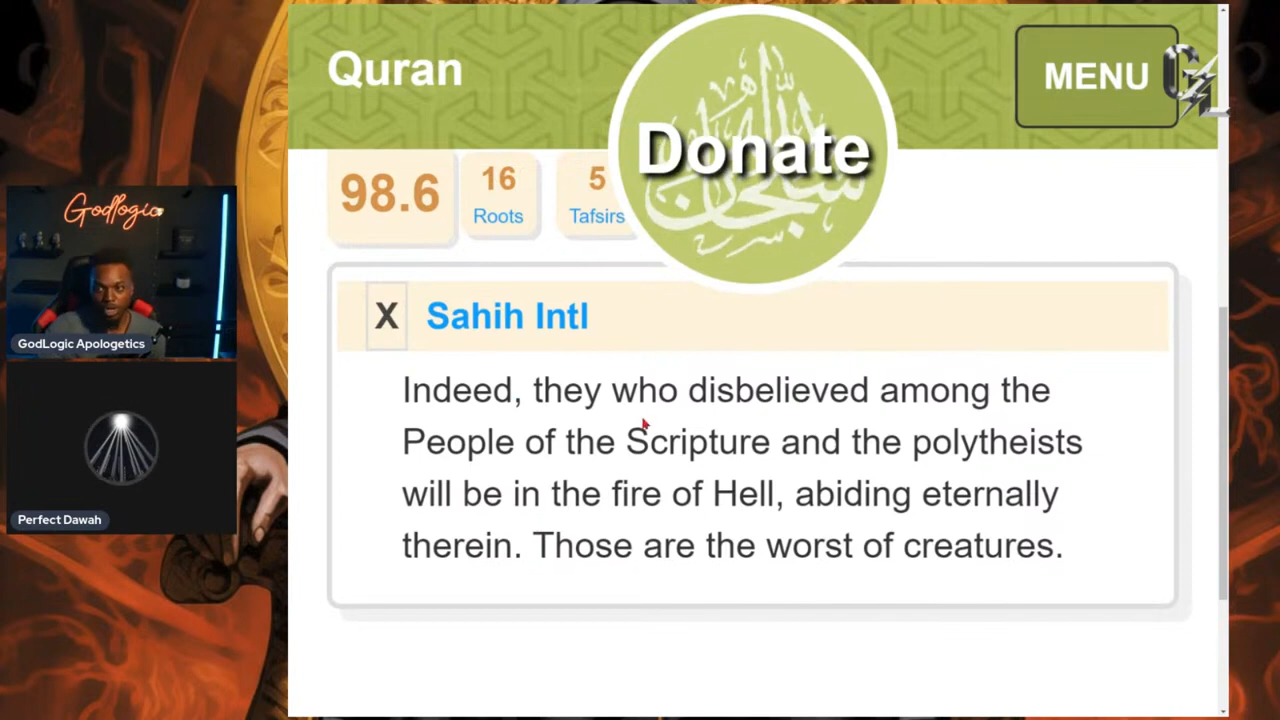 Quran
Donate
MENU
GL
98.6
16
Roots
5
Tafsirs
X Sahih Intl
Indeed, they who disbelieved among the
People of the Scripture and the polytheists
will be in the fire of Hell, abiding eternally
therein. Those are the worst of creatures.
Godlogic
GodLogic Apologetics
Perfect Dawah